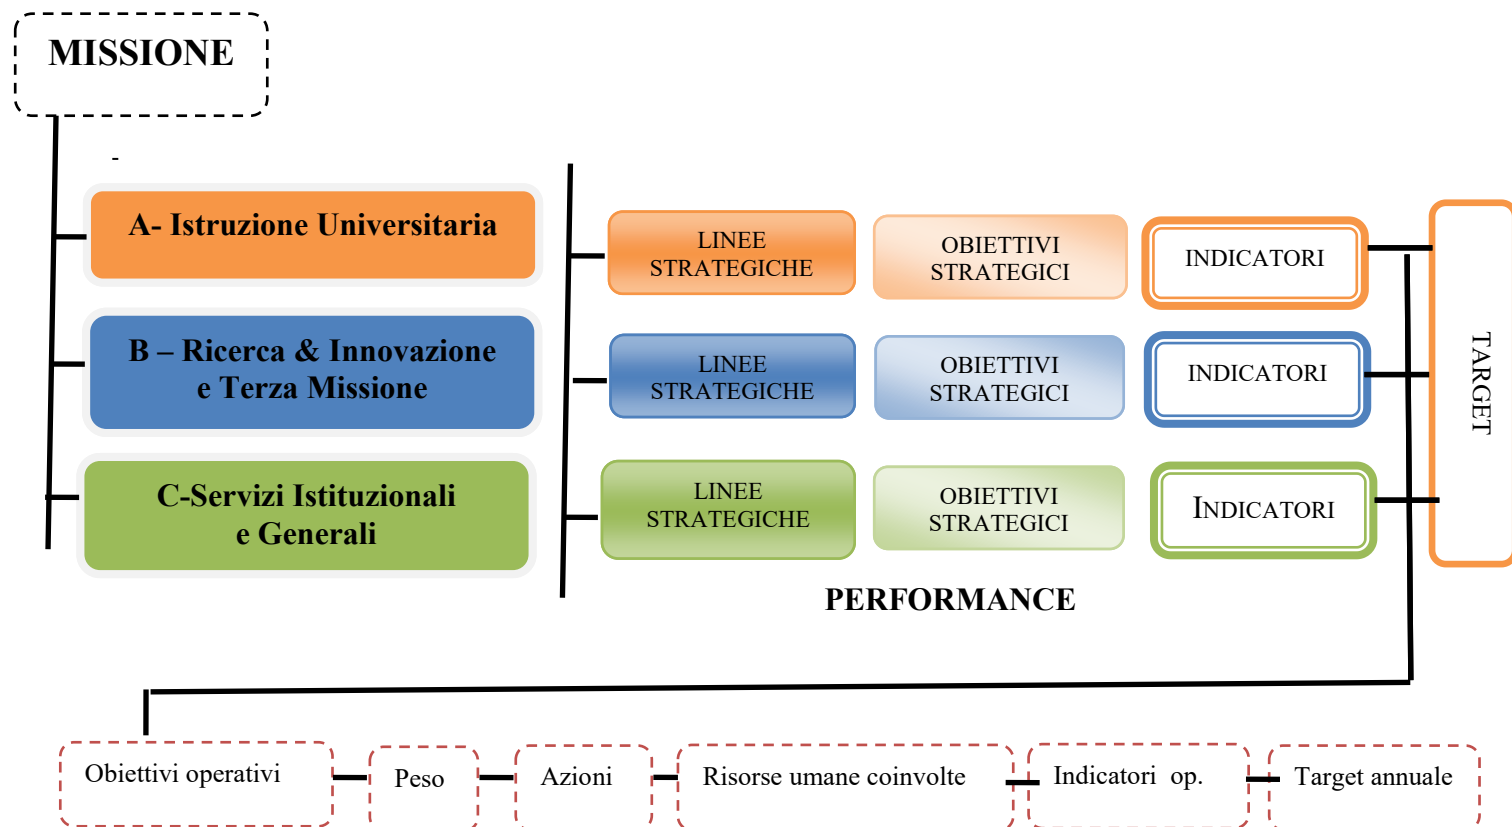 MISSIONE
-
A- Istruzione Universitaria
LINEE
STRATEGICHE
OBIETTIVI
STRATEGICI
INDICATORI
B – Ricerca & Innovazione
e Terza Missione
LINEE
STRATEGICHE
OBIETTIVI
STRATEGICI
INDICATORI
C-Servizi Istituzionali
e Generali
LINEE
STRATEGICHE
OBIETTIVI
STRATEGICI
INDICATORI
TARGET
PERFORMANCE
Obiettivi operativi
Peso
Azioni
Risorse umane coinvolte
Indicatori op.
Target annuale